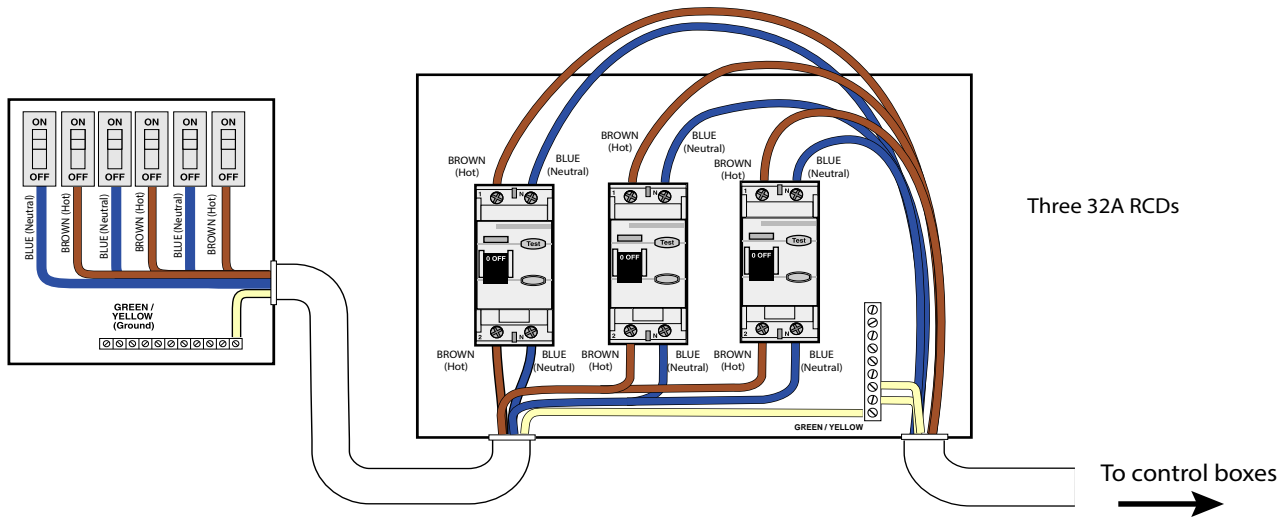 ON ON ON ON ON ON
OFF OFF OFF OFF OFF OFF
BLUE (Neutral)
BROWN (Hot)
BLUE (Neutral)
BROWN (Hot)
BLUE (Neutral)
BROWN (Hot)
GREEN /
YELLOW
(Ground)
BROWN
(Hot)
BLUE
(Neutral)
BROWN
(Hot)
BLUE
(Neutral)
BROWN
(Hot)
BLUE
(Neutral)
1 N
Test
0 OFF
2 N
1 N
Test
0 OFF
2 N
1 N
Test
0 OFF
2 N
BROWN
(Hot)
BLUE
(Neutral)
BROWN
(Hot)
BLUE
(Neutral)
BROWN
(Hot)
BLUE
(Neutral)
GREEN / YELLOW
Three 32A RCDs
To control boxes